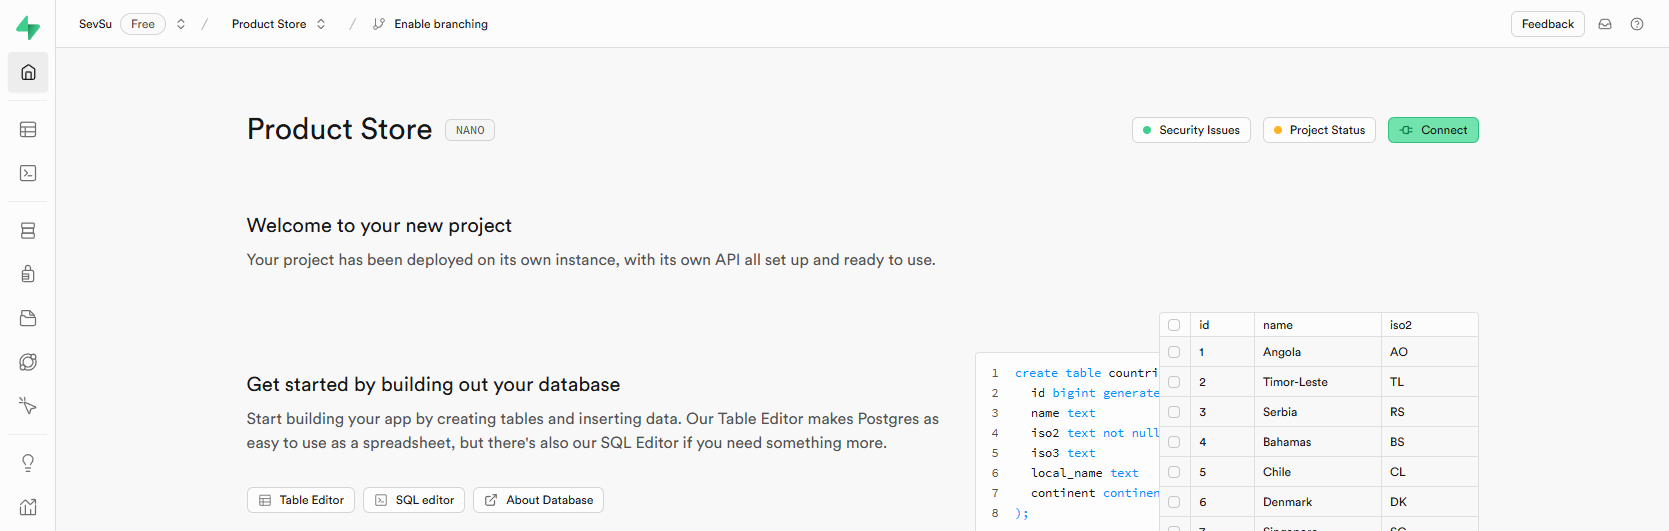 SevSu Free / Product Store / Enable branching Feedback
Product Store NANO Security Issues Project Status Connect
Welcome to your new project
Your project has been deployed on its own instance, with its own API all set up and ready to use.
Get started by building out your database
Start building your app by creating tables and inserting data. Our Table Editor makes Postgres as
easy to use as a spreadsheet, but there's also our SQL Editor if you need something more.
Table Editor SQL editor About Database
1 create table countri
2 id bigint generate
3 name text
4 iso2 text not null
5 iso3 text
6 local_name text
7 continent continen
8 );
id name iso2
1 Angola AO
2 Timor-Leste TL
3 Serbia RS
4 Bahamas BS
5 Chile CL
6 Denmark DK